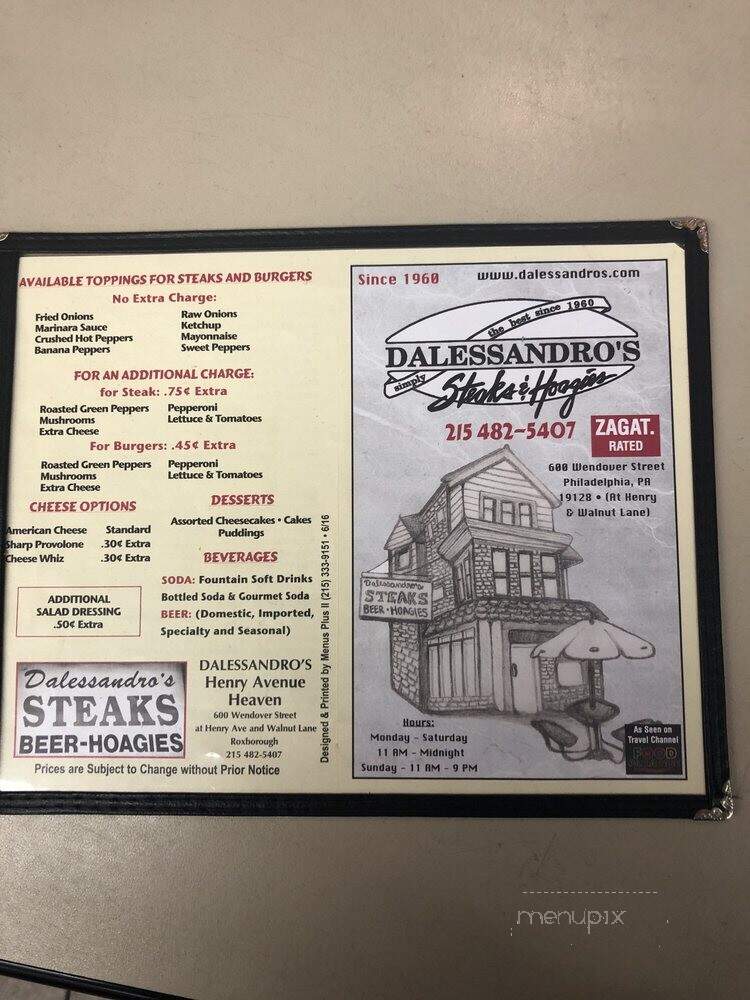 AVAILABLE TOPPINGS FOR STEAKS AND BURGERS
No Extra Charge:
Fried Onions
Marinara Sauce
Crushed Hot Peppers
Banana Peppers
Raw Onions
Ketchup
Mayonnaise
Sweet Peppers
FOR AN ADDITIONAL CHARGE:
for Steak: .75¢ Extra
Roasted Green Peppers
Mushrooms
Extra Cheese
Pepperoni
Lettuce & Tomatoes
For Burgers: .45¢ Extra
Roasted Green Peppers
Mushrooms
Extra Cheese
Pepperoni
Lettuce & Tomatoes
CHEESE OPTIONS
American Cheese Standard
Sharp Provolone .30¢ Extra
Cheese Whiz .30¢ Extra
ADDITIONAL
SALAD DRESSING
.50¢ Extra
DESSERTS
Assorted Cheesecakes • Cakes
Puddings
BEVERAGES
SODA: Fountain Soft Drinks
Bottled Soda & Gourmet Soda
BEER: (Domestic, Imported,
Specialty and Seasonal)
Dalessandro's
STEAKS
BEER-HOAGIES
DALESSANDRO'S
Henry Avenue
Heaven
600 Wendover Street
at Henry Ave and Walnut Lane
Roxborough
215 482-5407
Prices are Subject to Change without Prior Notice
Designed & Printed by Menus Plus II (215) 333-9151 • 6/16
Since 1960 www.dalessandros.com
the best since 1960
DALESSANDRO'S
simply
Steaks & Hoagies
215 482-5407
ZAGAT.
RATED
600 Wendover Street
Philadelphia, PA
19128 • (At Henry
& Walnut Lane)
Dalessandro's
STEAKS
BEER-HOAGIES
Hours:
Monday - Saturday
11 AM - Midnight
Sunday - 11 AM - 9 PM
As Seen on
Travel Channel
FOOD
menupix